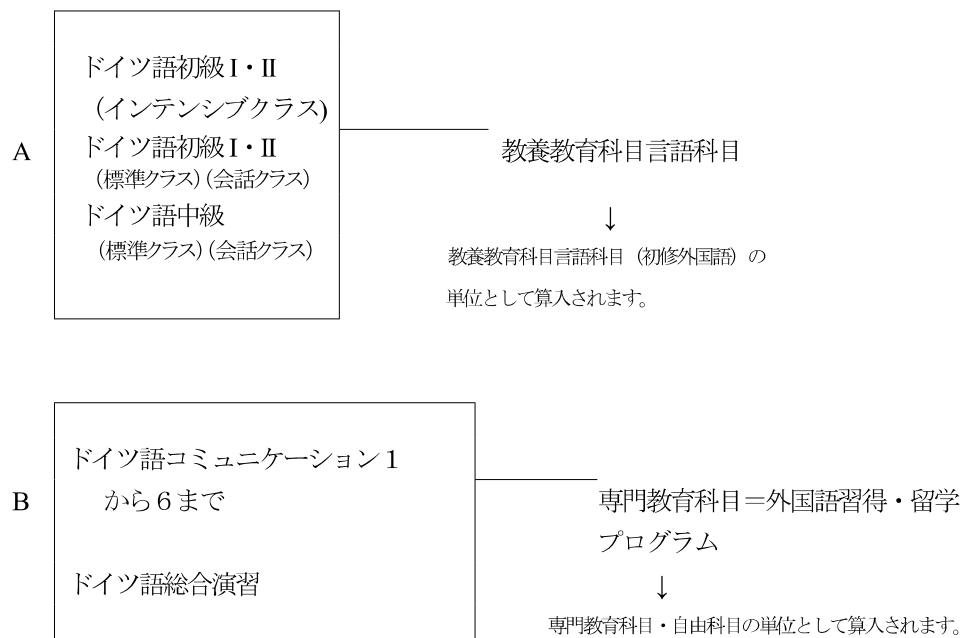 ドイツ語初級 I・II
（インテンシブクラス)
A
ドイツ語初級 I・II
（標準クラス）（会話クラス）
ドイツ語中級
（標準クラス）（会話クラス）
教養教育科目言語科目
↓
教養教育科目言語科目（初修外国語）の
単位として算入されます。
B
ドイツ語コミュニケーション１
から６まで
ドイツ語総合演習
専門教育科目＝外国語習得・留学
プログラム
↓
専門教育科目・自由科目の単位として算入されます。